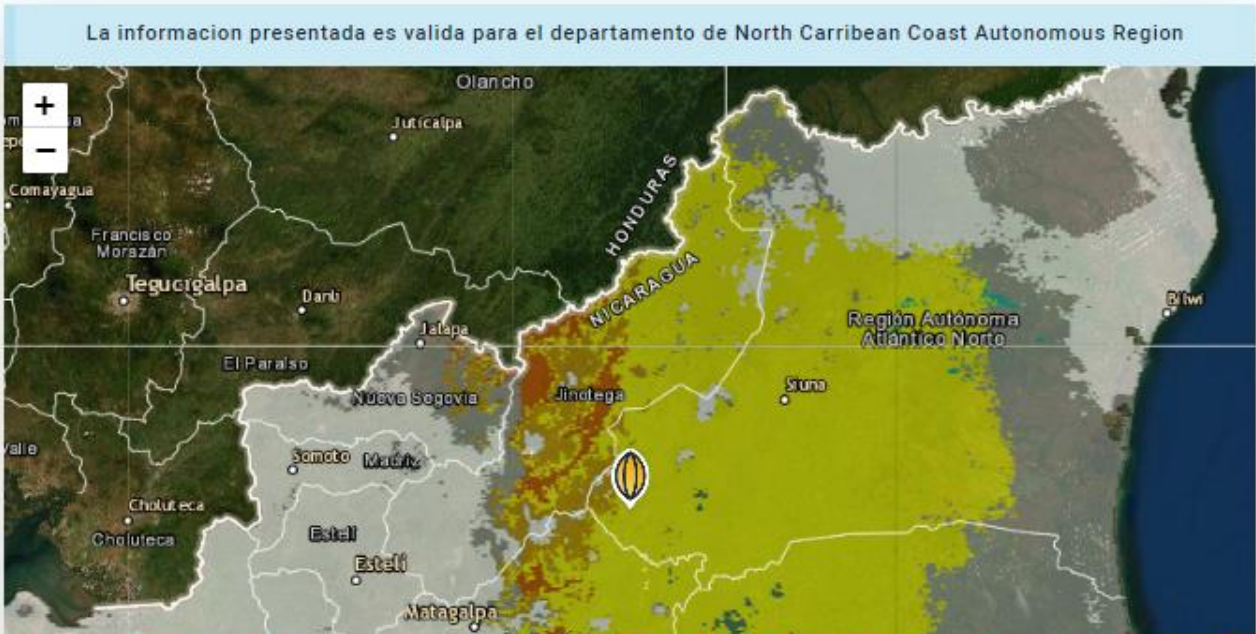 La informacion presentada es valida para el departamento de North Carribean Coast Autonomous Region
+
−
Olancho
Juticalpa
Comayagua
HONDURAS
Francisco
Morazán
NICARAGUA
Tegucigalpa
Danlí
Bilwi
Región Autónoma
Atlántico Norto
Jalapa
El Paraíso
Siuna
Jinotega
Nueva Segovia
Valle
Somoto
Madriz
Choluteca
Choluteca
Estelí
Estelí
Matagalpa